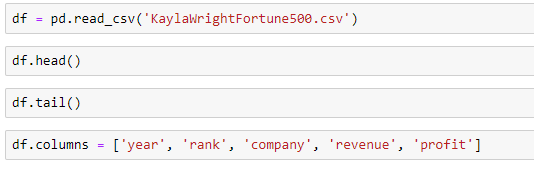 df = pd.read_csv('KaylaWrightFortune500.csv')
df.head()
df.tail()
df.columns = ['year', 'rank', 'company', 'revenue', 'profit']